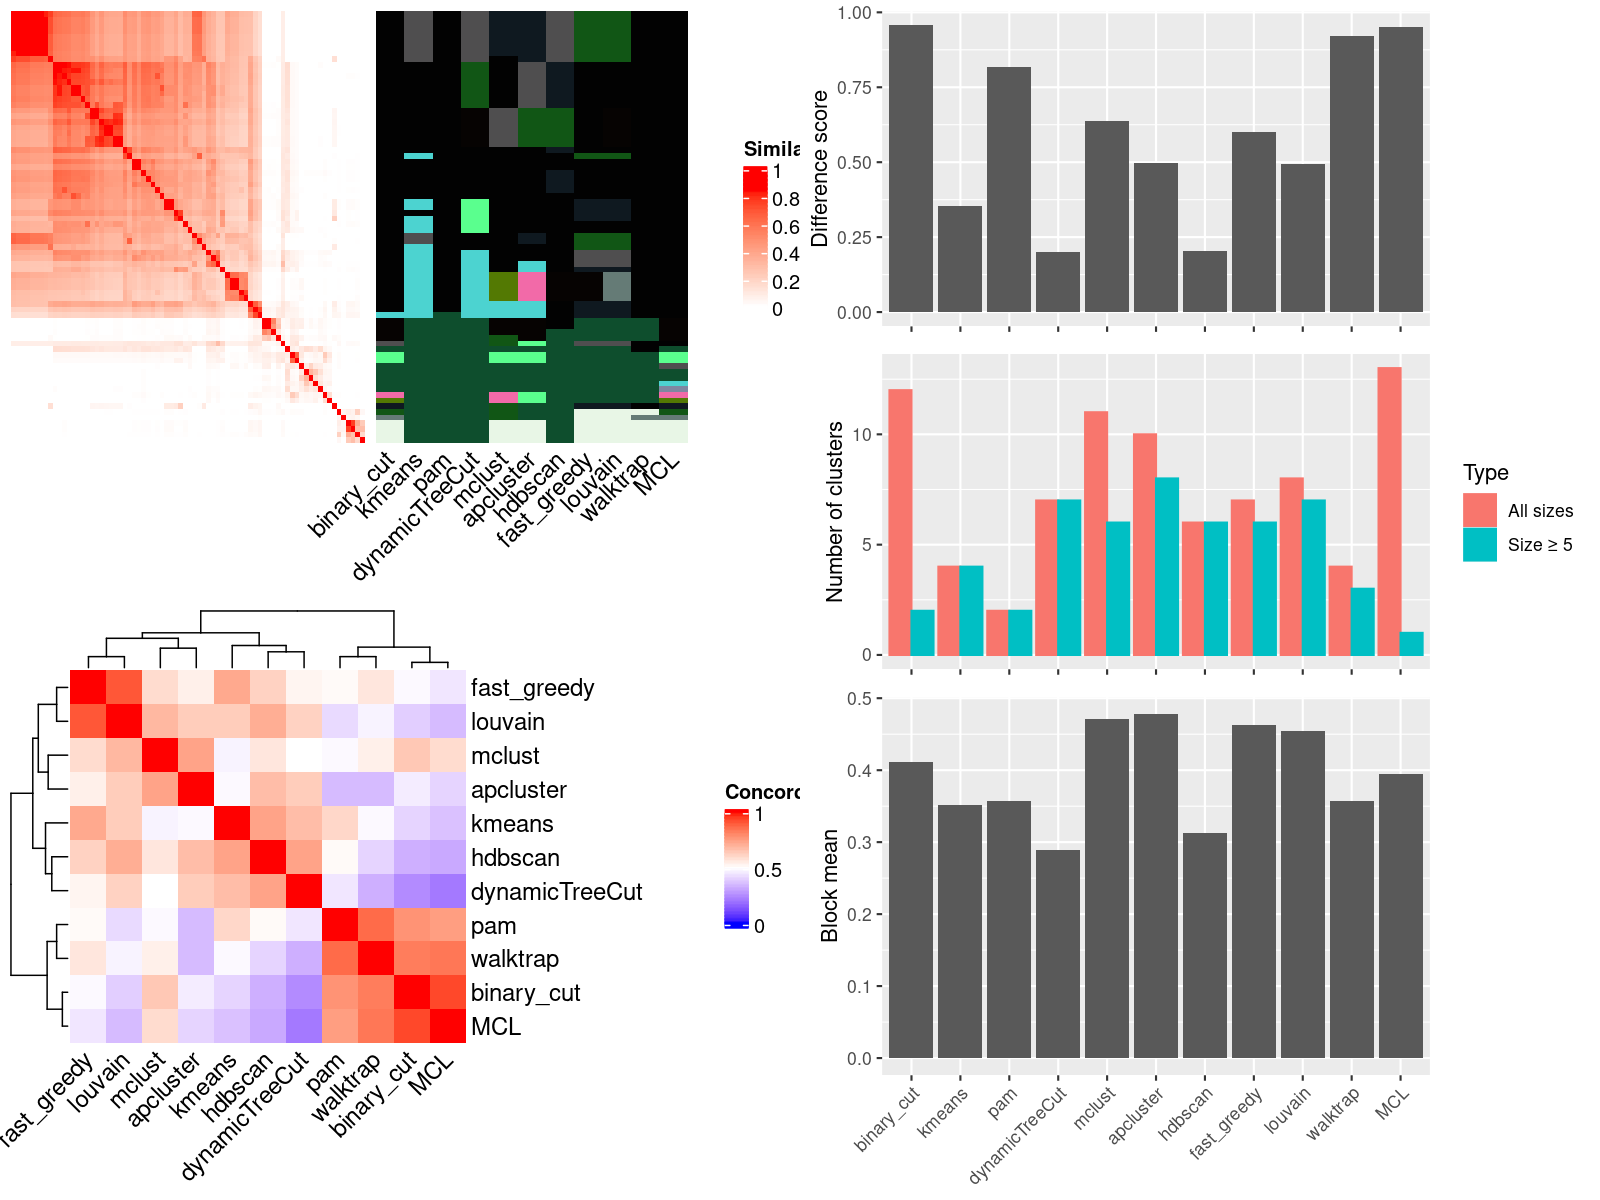 Simila
1
0.8
0.6
0.4
0.2
0
binary_cut
kmeans
pam
dynamicTreeCut
mclust
apcluster
hdbscan
fast_greedy
louvain
walktrap
MCL
fast_greedy
louvain
mclust
apcluster
kmeans
hdbscan
dynamicTreeCut
pam
walktrap
binary_cut
MCL
fast_greedy
louvain
mclust
apcluster
kmeans
hdbscan
dynamicTreeCut
pam
walktrap
binary_cut
MCL
Concord
1
0.5
0
Difference score
1.00
0.75
0.50
0.25
0.00
Number of clusters
10
5
0
Type
All sizes
Size ≥ 5
Block mean
0.5
0.4
0.3
0.2
0.1
0.0
binary_cut
kmeans
pam
dynamicTreeCut
mclust
apcluster
hdbscan
fast_greedy
louvain
walktrap
MCL